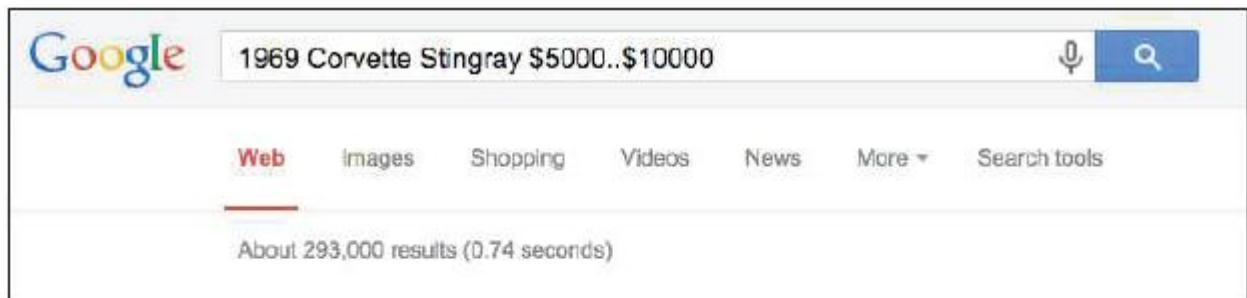 Google 1969 Corvette Stingray $5000..$10000
Web Images Shopping Videos News More Search tools
About 293,000 results (0.74 seconds)